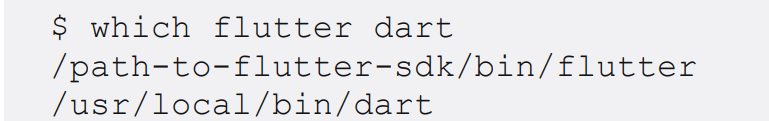 $ which flutter dart
/path-to-flutter-sdk/bin/flutter
/usr/local/bin/dart